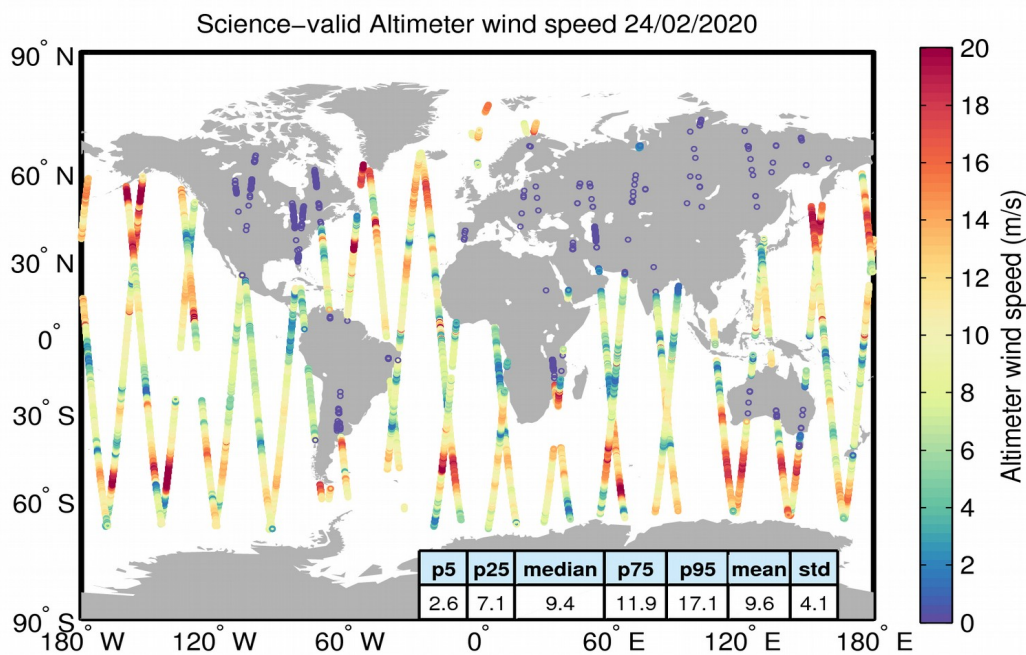 Science−valid Altimeter wind speed 24/02/2020
90° N
60° N
30° N
0°
30° S
60° S
90° S
180° W
120° W
60° W
0°
60° E
120° E
180° E
p5 p25 median p75 p95 mean std
2.6 7.1 9.4 11.9 17.1 9.6 4.1
20
18
16
14
12
10
8
6
4
2
0
Altimeter wind speed (m/s)